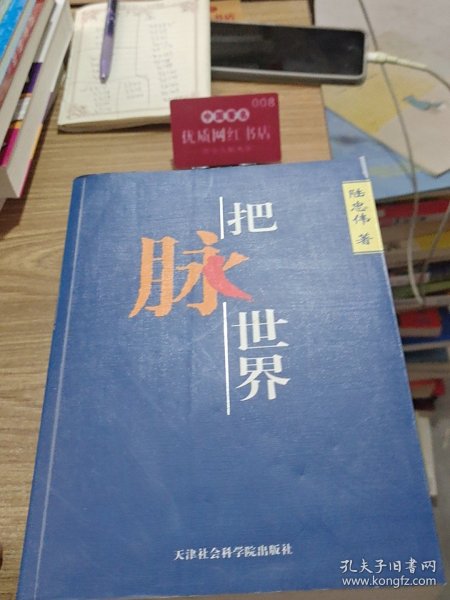 008
优质网红书店
陆忠伟 著
把
脉
世
界
天津社会科学院出版社
孔夫子旧书网
www.kongfz.com